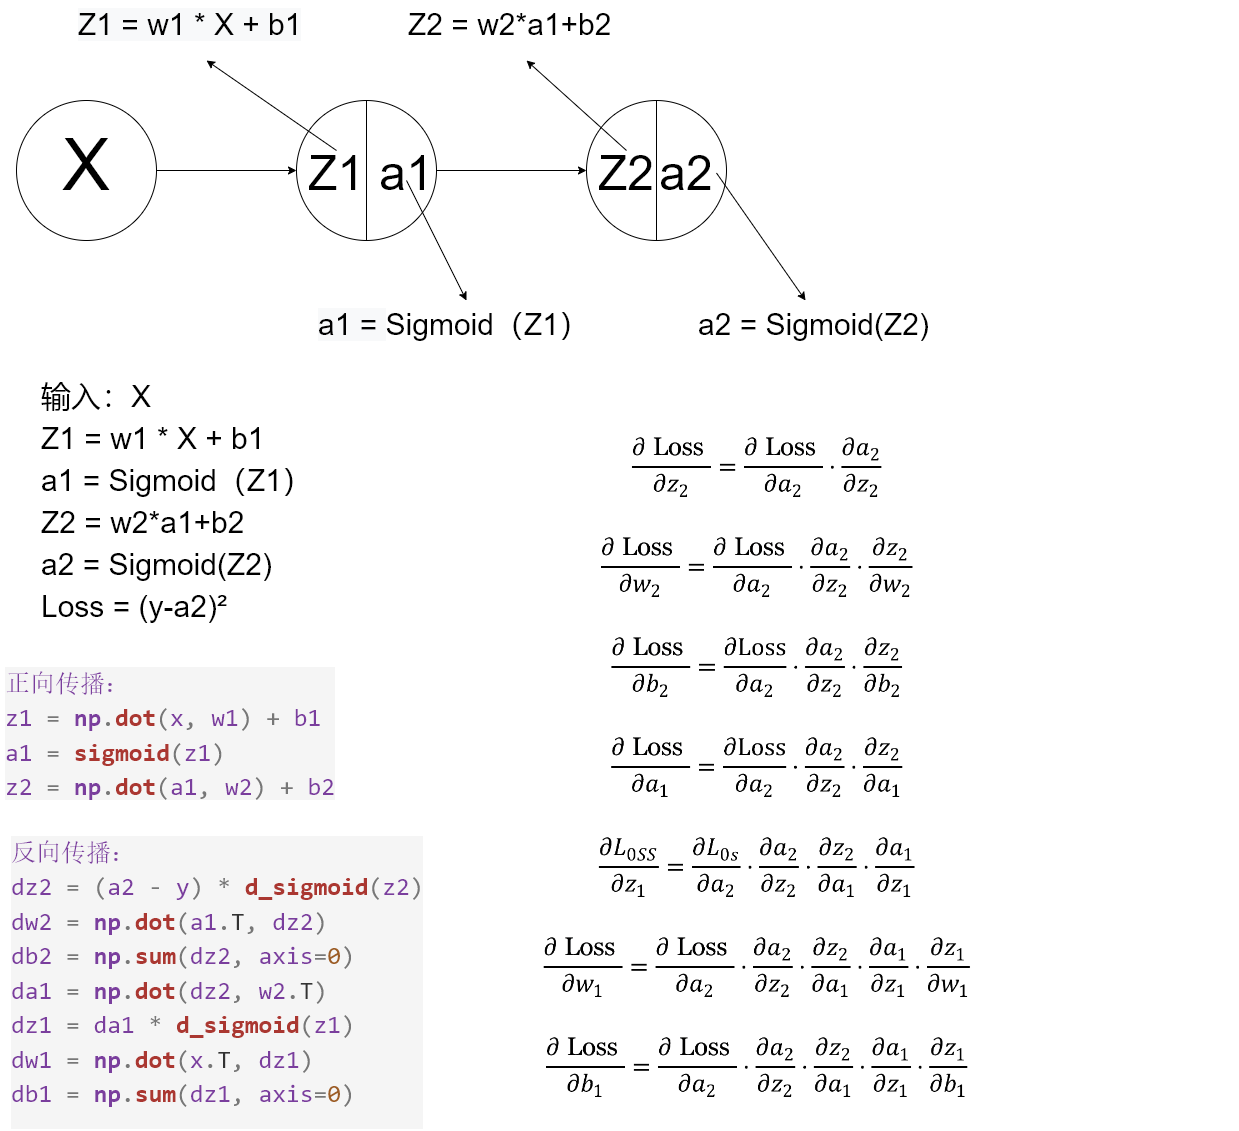 Z1 = w1 * X + b1
Z2 = w2*a1+b2
X
Z1
a1
Z2
a2
a1 = Sigmoid（Z1）
a2 = Sigmoid(Z2)
输入：X
Z1 = w1 * X + b1
a1 = Sigmoid（Z1）
Z2 = w2*a1+b2
a2 = Sigmoid(Z2)
Loss = (y-a2)²
正向传播：
z1 = np.dot(x, w1) + b1
a1 = sigmoid(z1)
z2 = np.dot(a1, w2) + b2
反向传播：
dz2 = (a2 - y) * d_sigmoid(z2)
dw2 = np.dot(a1.T, dz2)
db2 = np.sum(dz2, axis=0)
da1 = np.dot(dz2, w2.T)
dz1 = da1 * d_sigmoid(z1)
dw1 = np.dot(x.T, dz1)
db1 = np.sum(dz1, axis=0)
∂ Loss/∂z₂ = ∂ Loss/∂a₂ · ∂a₂/∂z₂
∂ Loss/∂w₂ = ∂ Loss/∂a₂ · ∂a₂/∂z₂ · ∂z₂/∂w₂
∂ Loss/∂b₂ = ∂Loss/∂a₂ · ∂a₂/∂z₂ · ∂z₂/∂b₂
∂ Loss/∂a₁ = ∂Loss/∂a₂ · ∂a₂/∂z₂ · ∂z₂/∂a₁
∂L₀ss/∂z₁ = ∂L₀s/∂a₂ · ∂a₂/∂z₂ · ∂z₂/∂a₁ · ∂a₁/∂z₁
∂ Loss/∂w₁ = ∂ Loss/∂a₂ · ∂a₂/∂z₂ · ∂z₂/∂a₁ · ∂a₁/∂z₁ · ∂z₁/∂w₁
∂ Loss/∂b₁ = ∂ Loss/∂a₂ · ∂a₂/∂z₂ · ∂z₂/∂a₁ · ∂a₁/∂z₁ · ∂z₁/∂b₁